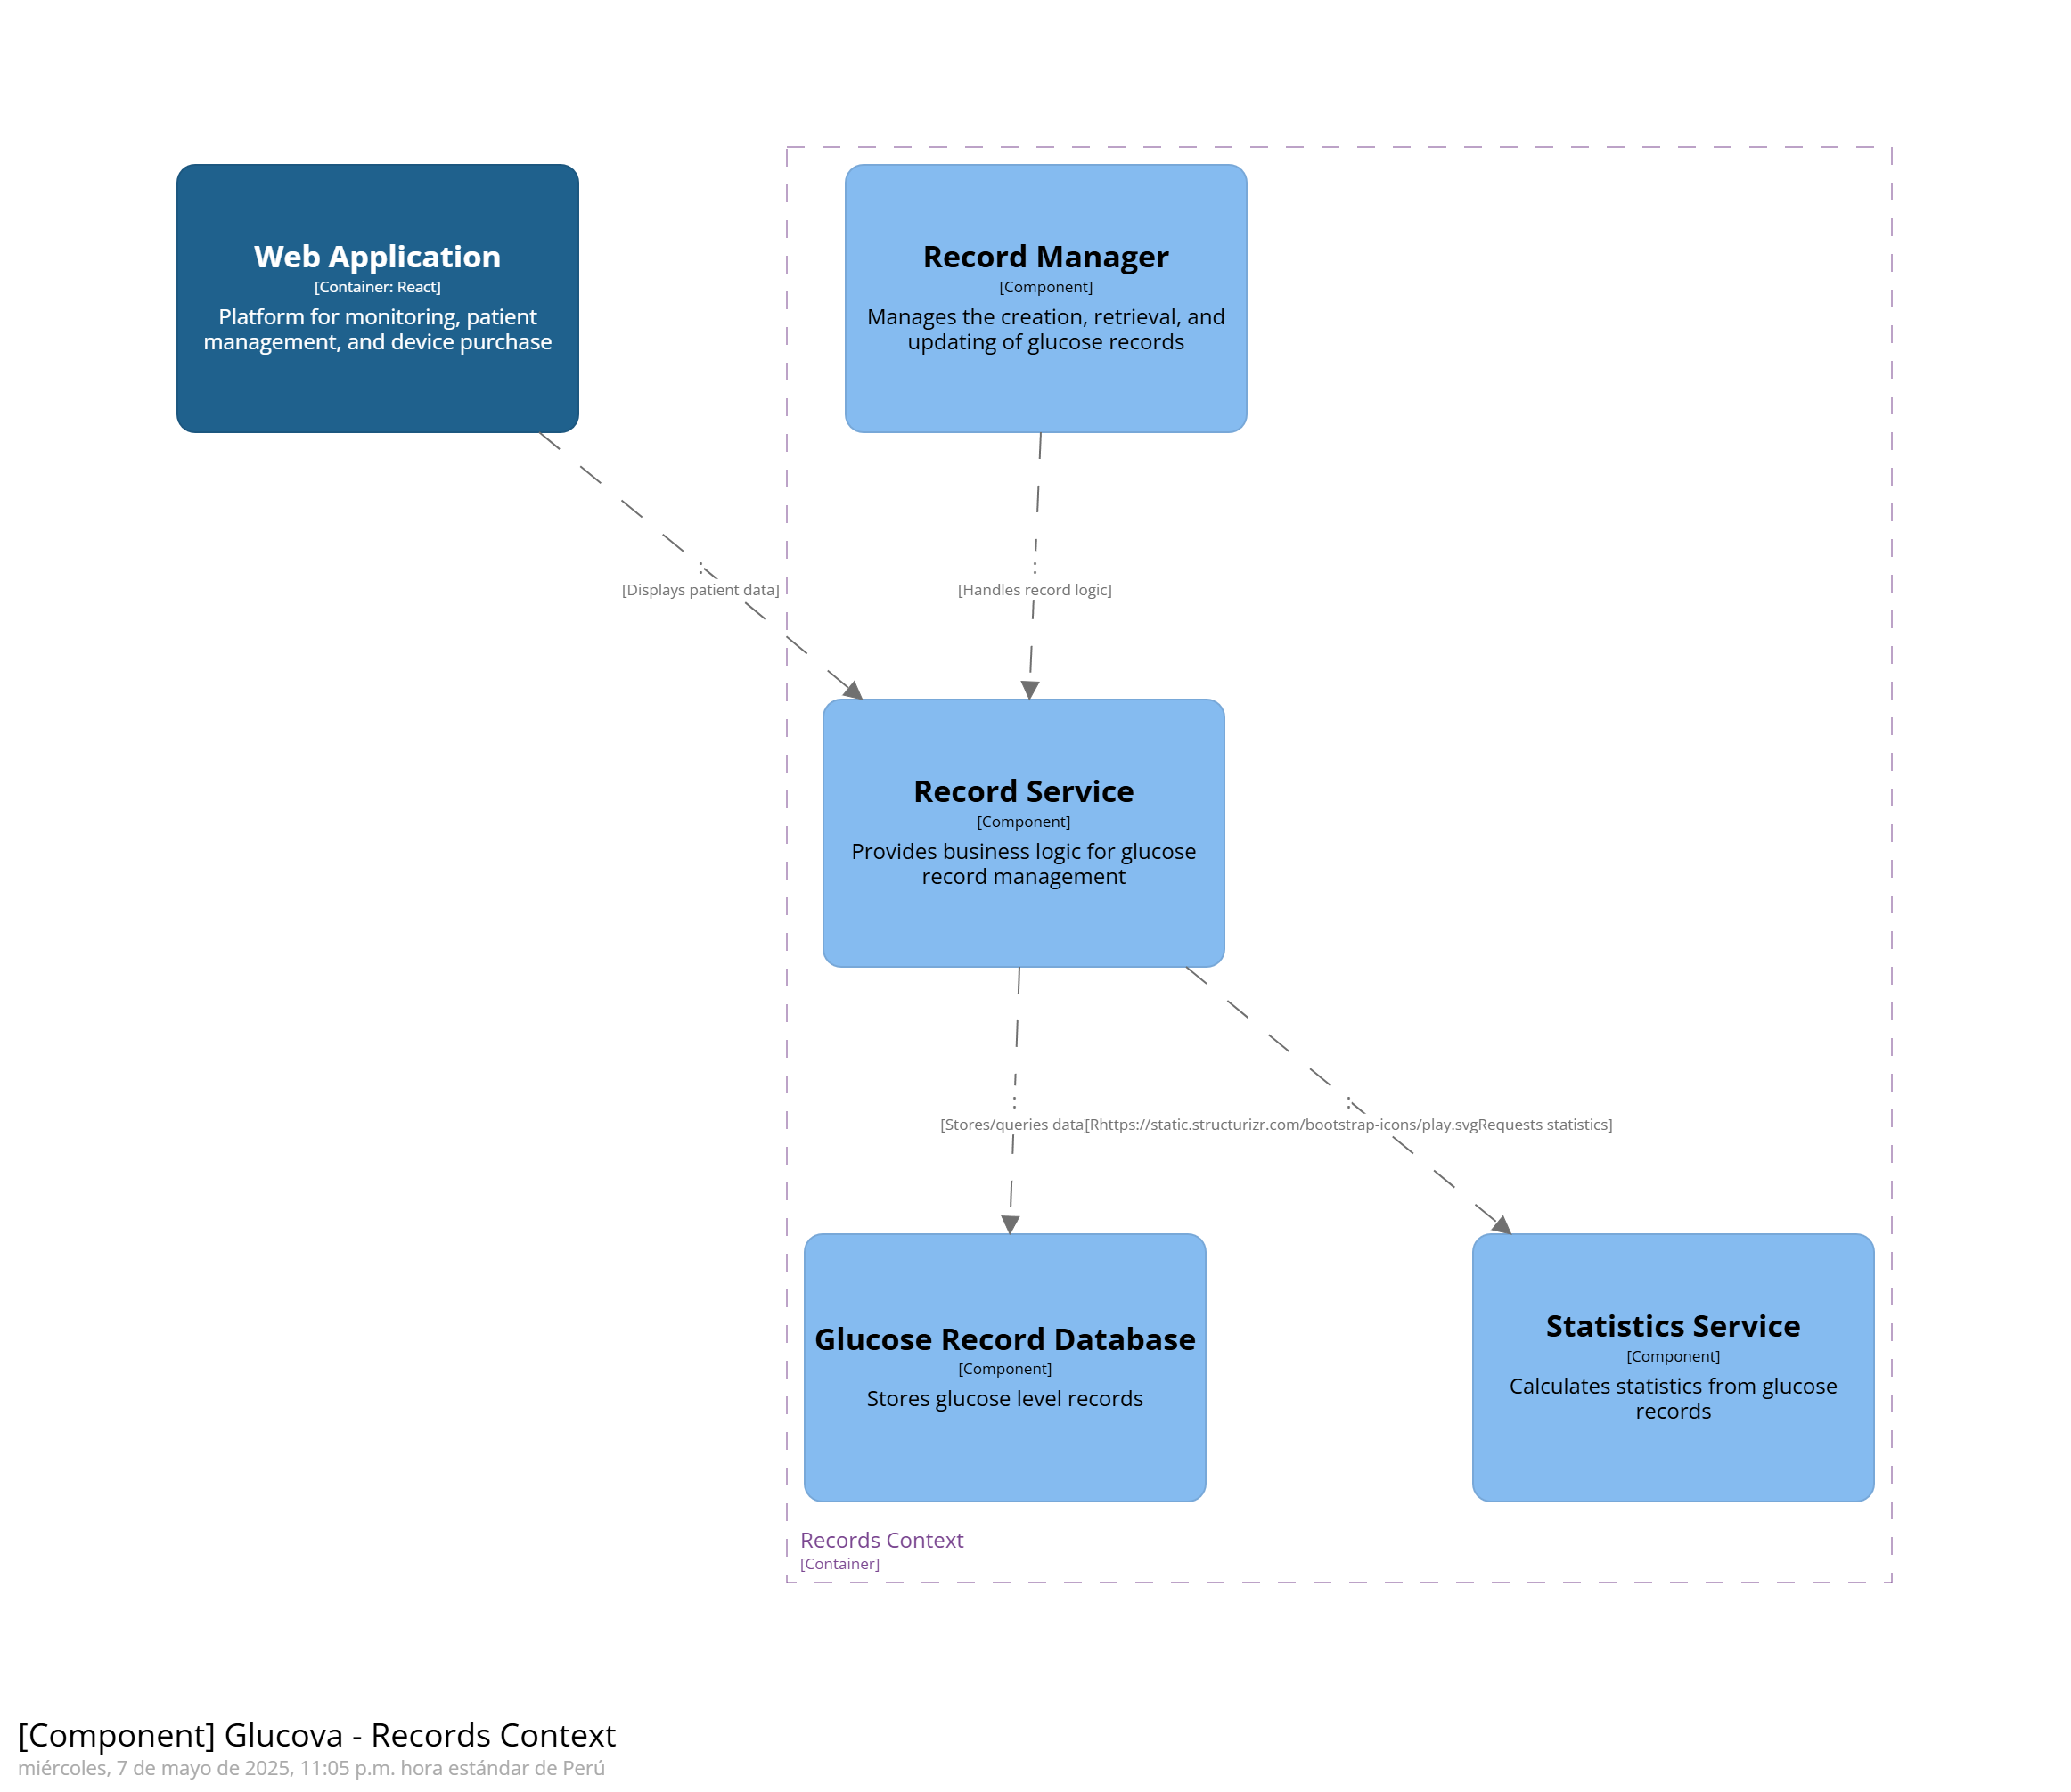 Web Application
[Container: React]
Platform for monitoring, patient
management, and device purchase
Record Manager
[Component]
Manages the creation, retrieval, and
updating of glucose records
:
[Displays patient data]
:
[Handles record logic]
Record Service
[Component]
Provides business logic for glucose
record management
:
[Stores/queries data
:
[Rhttps://static.structurizr.com/bootstrap-icons/play.svgRequests statistics]
Glucose Record Database
[Component]
Stores glucose level records
Statistics Service
[Component]
Calculates statistics from glucose
records
Records Context
[Container]
[Component] Glucova - Records Context
miércoles, 7 de mayo de 2025, 11:05 p.m. hora estándar de Perú